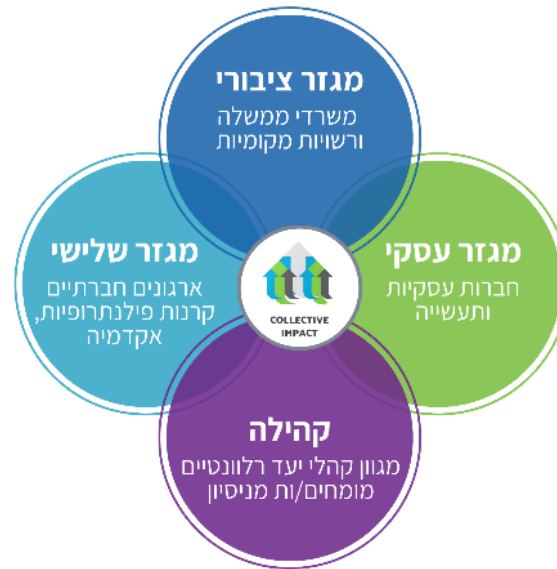 מגזר ציבורי
משרדי ממשלה
ורשויות מקומיות
מגזר עסקי
חברות עסקיות
ותעשייה
מגזר שלישי
ארגונים חברתיים
קרנות פילנתרופיות,
אקדמיה
COLLECTIVE
IMPACT
קהילה
מגוון קהלי יעד רלוונטיים
מומחים/ות מניסיון